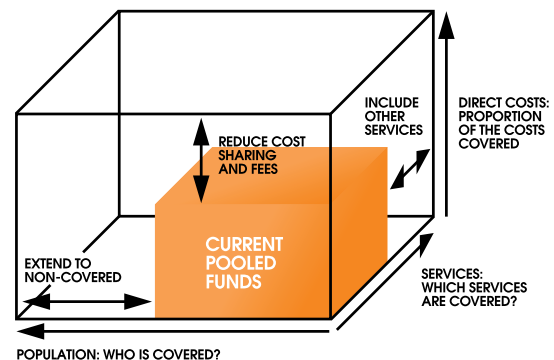 INCLUDE
OTHER
SERVICES
DIRECT COSTS:
PROPORTION
OF THE COSTS
COVERED
REDUCE COST
SHARING
AND FEES
CURRENT
POOLED
FUNDS
EXTEND TO
NON-COVERED
SERVICES:
WHICH SERVICES
ARE COVERED?
POPULATION: WHO IS COVERED?